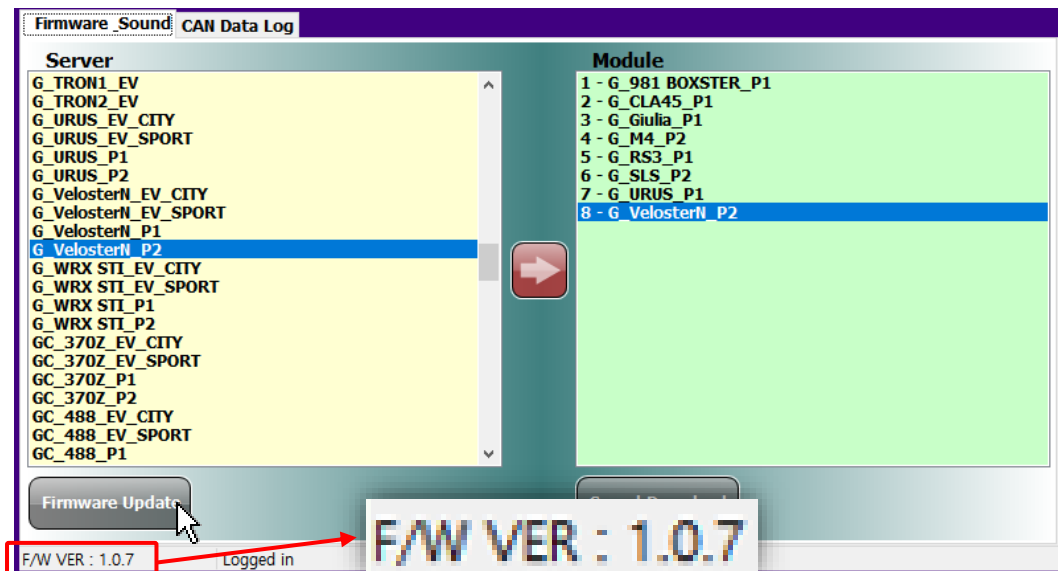 Firmware _Sound
CAN Data Log
Server
G_TRON1_EV
G_TRON2_EV
G_URUS_EV_CITY
G_URUS_EV_SPORT
G_URUS_P1
G_URUS_P2
G_VelosterN_EV_CITY
G_VelosterN_EV_SPORT
G_VelosterN_P1
G_VelosterN_P2
G_WRX STI_EV_CITY
G_WRX STI_EV_SPORT
G_WRX STI_P1
G_WRX STI_P2
GC_370Z_EV_CITY
GC_370Z_EV_SPORT
GC_370Z_P1
GC_370Z_P2
GC_488_EV_CITY
GC_488_EV_SPORT
GC_488_P1
Module
1 - G_981 BOXSTER_P1
2 - G_CLA45_P1
3 - G_Giulia_P1
4 - G_M4_P2
5 - G_RS3_P1
6 - G_SLS_P2
7 - G_URUS_P1
8 - G_VelosterN_P2
Firmware Update
F/W VER : 1.0.7
F/W VER : 1.0.7
Logged in